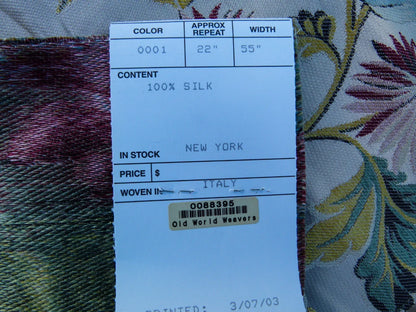 COLOR APPROX REPEAT WIDTH
0001 22" 55"
CONTENT
100% SILK
IN STOCK NEW YORK
PRICE $
WOVEN IN ITALY
0088395
Old World Weavers
PRINTED: 3/07/03